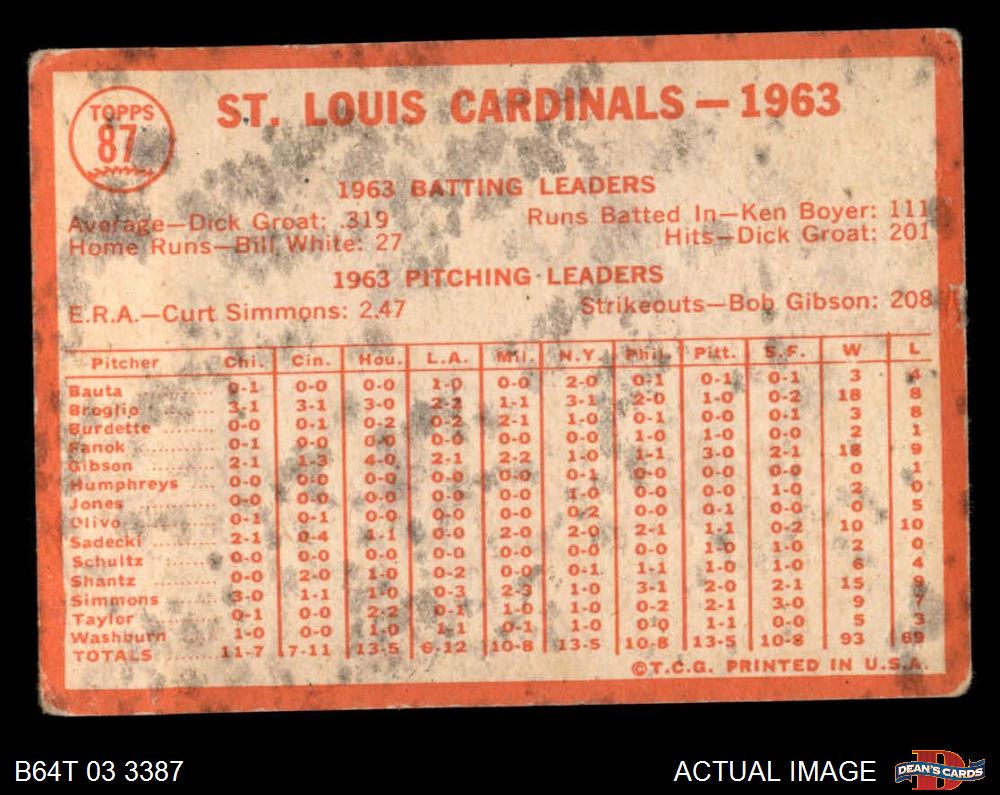 TOPPS
87
ST. LOUIS CARDINALS — 1963
1963 BATTING LEADERS
Average—Dick Groat: .319 Runs Batted In—Ken Boyer: 111
Home Runs—Bill White: 27 Hits—Dick Groat: 201
1963 PITCHING LEADERS
E.R.A.—Curt Simmons: 2.47 Strikeouts—Bob Gibson: 208
Pitcher Chi. Cin. Hou. L.A. Mil. N.Y. Phil. Pitt. S.F. W L
Bauta 0-1 0-0 0-0 1-0 0-0 2-0 0-1 0-1 0-1 3 4
Broglio 3-1 3-1 3-0 2-2 1-1 3-1 2-0 1-0 0-2 18 8
Burdette 0-0 0-1 0-2 0-2 2-1 1-0 0-1 0-0 0-1 3 8
Fanok 0-1 0-0 0-0 0-0 0-0 0-0 1-0 1-0 0-0 2 1
Gibson 2-1 1-3 4-0 2-1 2-2 1-0 1-1 3-0 2-1 18 9
Humphreys 0-0 0-0 0-0 0-0 0-0 0-1 0-0 0-0 0-0 0 1
Jones 0-0 0-0 0-0 0-0 0-0 1-0 0-0 0-0 1-0 2 0
Olivo 0-1 0-1 0-0 0-0 0-0 0-2 0-0 0-1 0-0 0 5
Sadecki 2-1 0-4 1-1 0-0 2-0 2-0 2-1 1-1 0-2 10 10
Schultz 0-0 0-0 0-0 0-0 0-0 0-0 0-0 1-0 1-0 2 0
Shantz 0-0 2-0 1-0 0-2 0-0 0-1 1-1 1-0 1-0 6 4
Simmons 3-0 1-1 1-0 0-3 2-3 1-0 3-1 2-0 2-1 15 9
Taylor 0-1 0-0 2-2 0-1 1-0 1-0 0-2 2-1 3-0 9 7
Washburn 1-0 0-0 1-0 1-1 0-1 1-0 0-0 1-1 0-0 5 3
TOTALS 11-7 7-11 13-5 6-12 10-8 13-5 10-8 13-5 10-8 93 69
©T.C.G. PRINTED IN U.S.A.
B64T 03 3387 ACTUAL IMAGE
D
DEAN'S CARDS